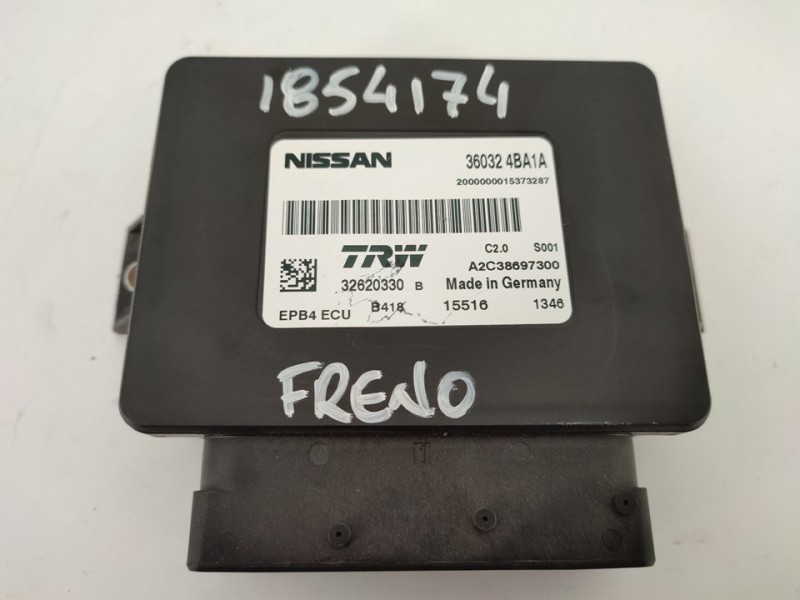 1854174
NISSAN 36032 4BA1A
2000000015373287
TRW C2.0 S001
A2C38697300
32620330 B Made in Germany
EPB4 ECU B418 15516 1346
FRENO
1